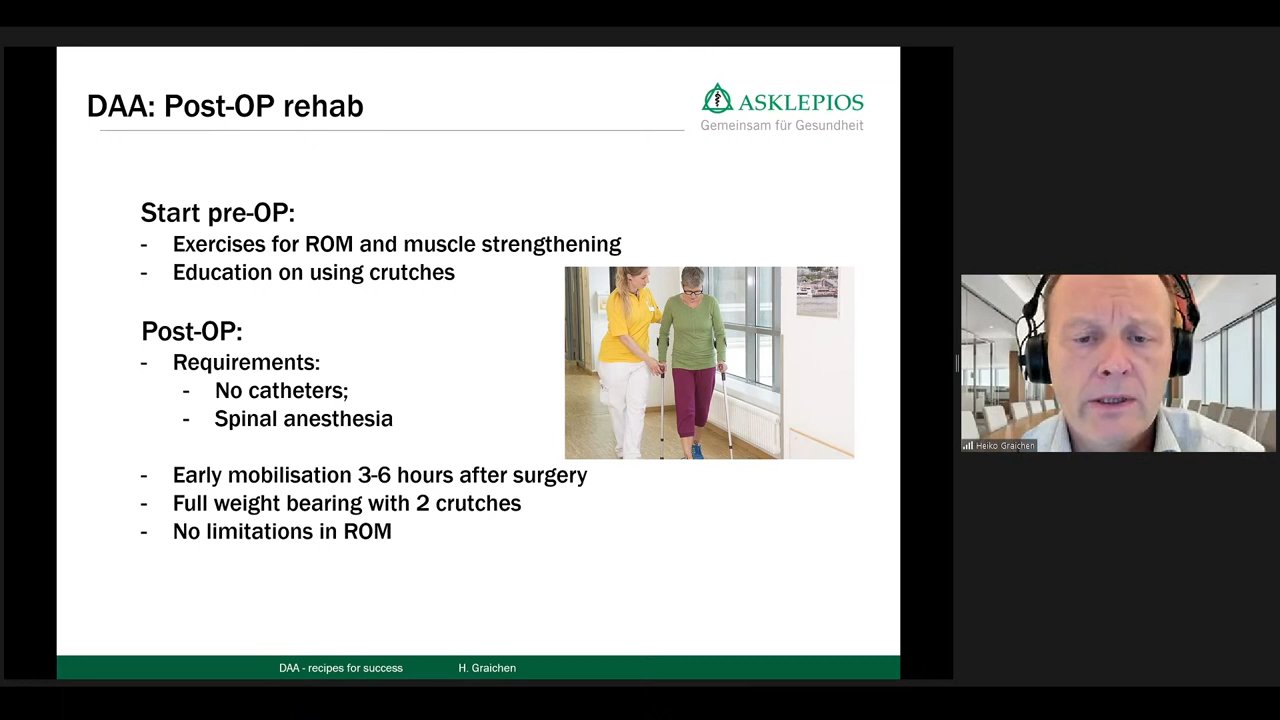 DAA: Post-OP rehab
ASKLEPIOS
Gemeinsam für Gesundheit
Start pre-OP:
- Exercises for ROM and muscle strengthening
- Education on using crutches
Post-OP:
- Requirements:
- No catheters;
- Spinal anesthesia
- Early mobilisation 3-6 hours after surgery
- Full weight bearing with 2 crutches
- No limitations in ROM
DAA - recipes for success H. Graichen
Heiko Graichen